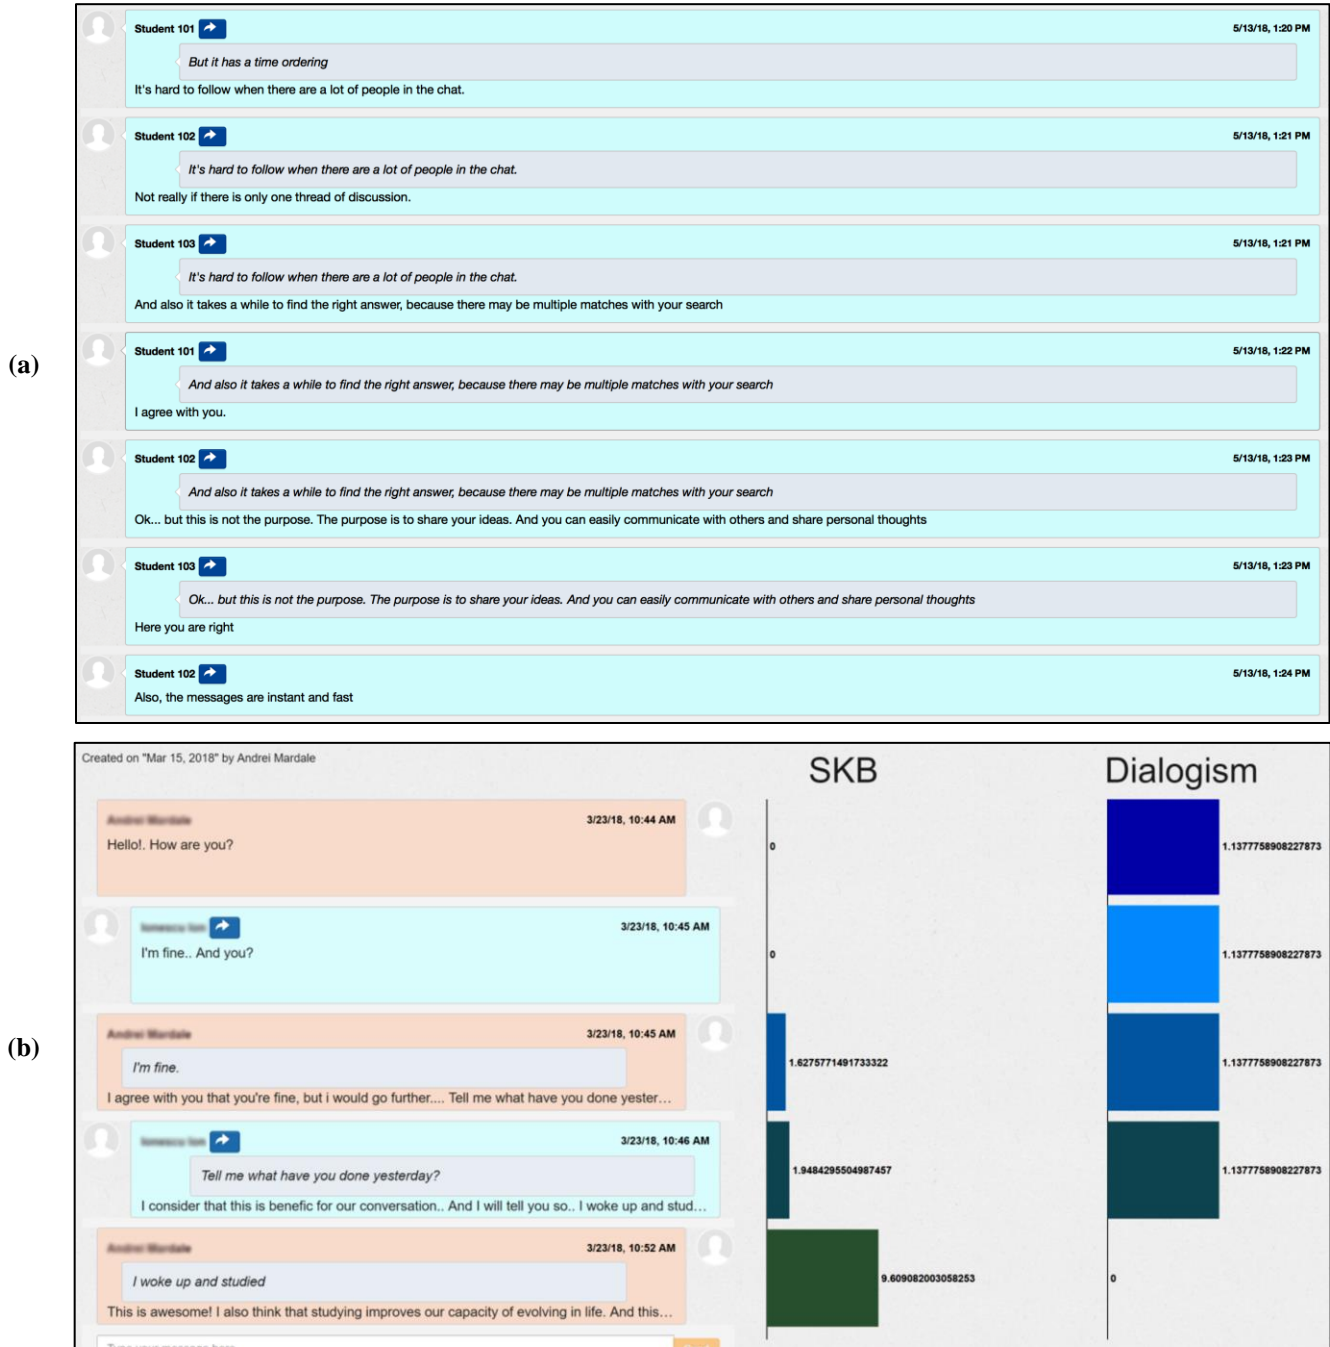 Student 101
5/13/18, 1:20 PM
But it has a time ordering
It's hard to follow when there are a lot of people in the chat.
Student 102
5/13/18, 1:21 PM
It's hard to follow when there are a lot of people in the chat.
Not really if there is only one thread of discussion.
Student 103
5/13/18, 1:21 PM
It's hard to follow when there are a lot of people in the chat.
And also it takes a while to find the right answer, because there may be multiple matches with your search
(a)
Student 101
5/13/18, 1:22 PM
And also it takes a while to find the right answer, because there may be multiple matches with your search
I agree with you.
Student 102
5/13/18, 1:23 PM
And also it takes a while to find the right answer, because there may be multiple matches with your search
Ok... but this is not the purpose. The purpose is to share your ideas. And you can easily communicate with others and share personal thoughts
Student 103
5/13/18, 1:23 PM
Ok... but this is not the purpose. The purpose is to share your ideas. And you can easily communicate with others and share personal thoughts
Here you are right
Student 102
5/13/18, 1:24 PM
Also, the messages are instant and fast
Created on "Mar 15, 2018" by Andrei Mardale
SKB
Dialogism
3/23/18, 10:44 AM
Hello!. How are you?
0
1.1377758908227873
3/23/18, 10:45 AM
I'm fine.. And you?
0
1.1377758908227873
(b)
3/23/18, 10:45 AM
I'm fine.
I agree with you that you're fine, but i would go further.... Tell me what have you done yester...
1.6275771491733322
1.1377758908227873
3/23/18, 10:46 AM
Tell me what have you done yesterday?
I consider that this is benefic for our conversation.. And I will tell you so.. I woke up and stud...
1.9484295504987457
1.1377758908227873
3/23/18, 10:52 AM
I woke up and studied
This is awesome! I also think that studying improves our capacity of evolving in life. And this...
9.609082003058253
0